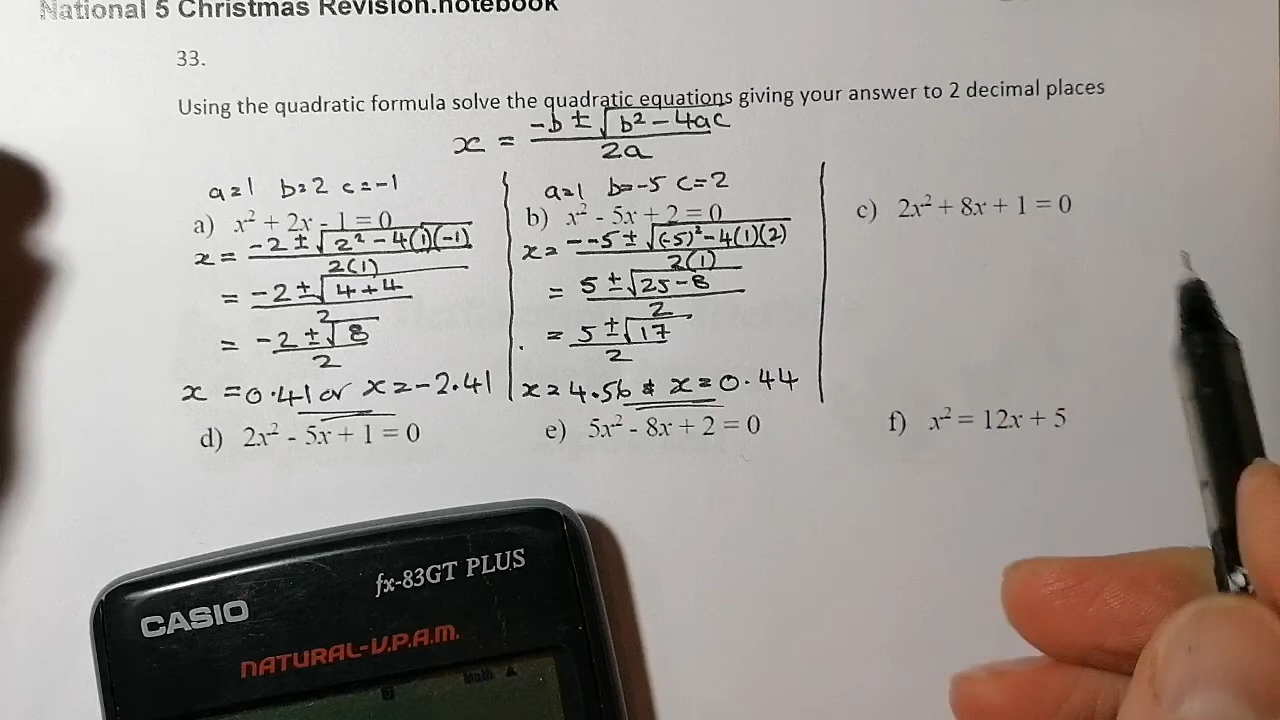 National 5 Christmas Revision.notebook
33.
Using the quadratic formula solve the quadratic equations giving your answer to 2 decimal places
x = -b ± √b² - 4ac / 2a
a=1 b=2 c=-1
a) x² + 2x - 1 = 0
x = -2 ± √2² - 4(1)(-1) / 2(1)
= -2 ± √4+4 / 2
= -2 ± √8 / 2
x = 0.41 or x = -2.41
a=1 b=-5 c=2
b) x² - 5x + 2 = 0
x = --5 ± √(-5)² - 4(1)(2) / 2(1)
= 5 ± √25-8 / 2
= 5 ± √17 / 2
x = 4.56 & x = 0.44
c) 2x² + 8x + 1 = 0
d) 2x² - 5x + 1 = 0
e) 5x² - 8x + 2 = 0
f) x² = 12x + 5
fx-83GT PLUS
CASIO
NATURAL-V.P.A.M.
Math ▲